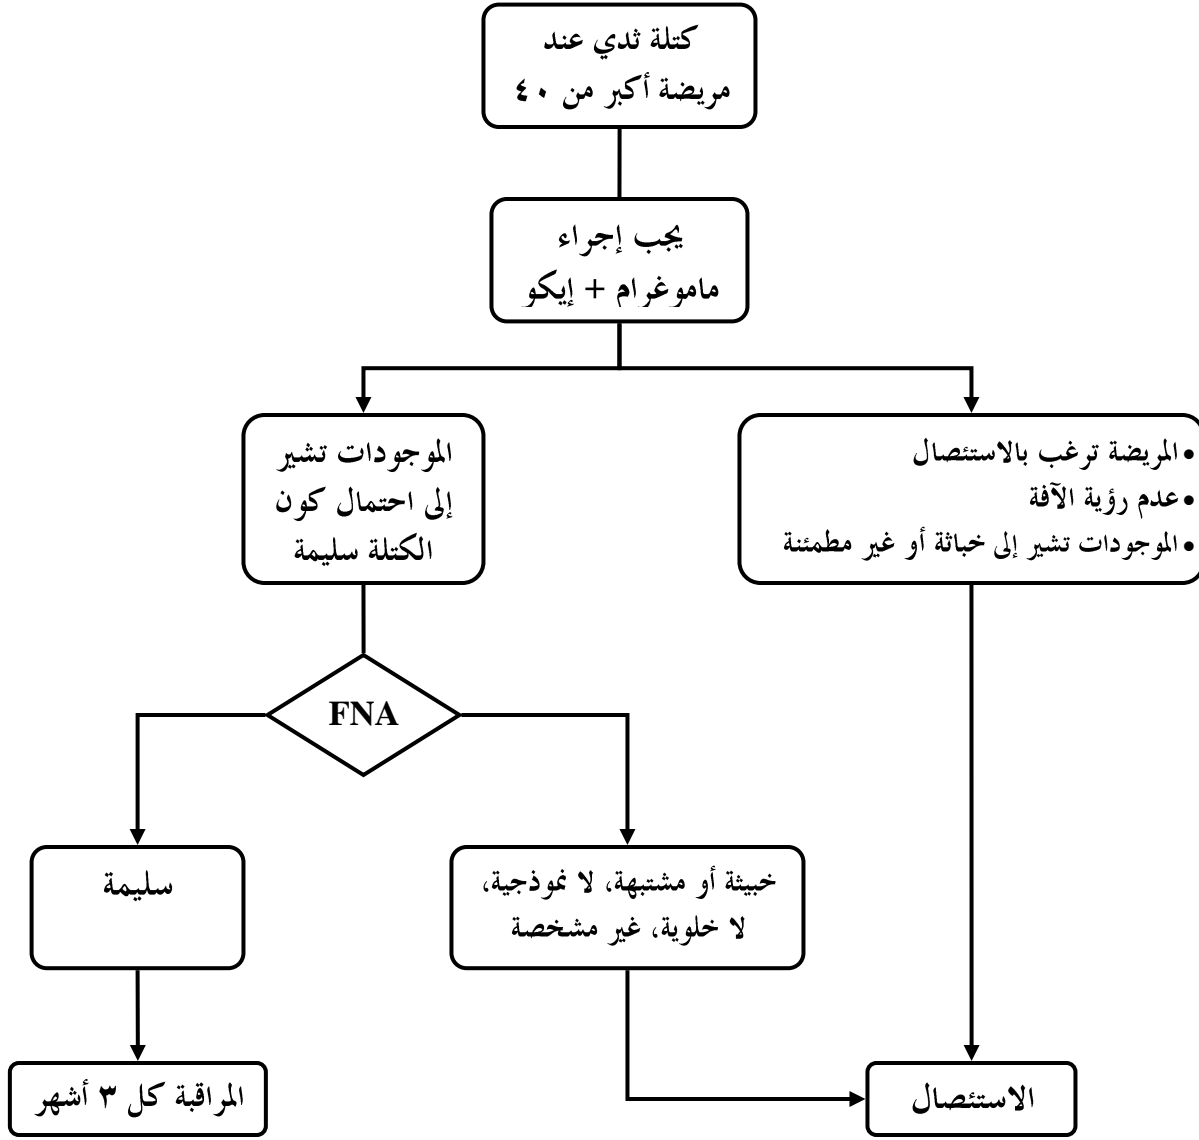 كتلة ثدي عند
مريضة أكبر من ٤٠
يجب إجراء
ماموغرام + إيكو
الموجودات تشير
إلى احتمال كون
الكتلة سليمة
• المريضة ترغب بالاستئصال
• عدم رؤية الآفة
• الموجودات تشير إلى خباثة أو غير مطمئنة
FNA
سليمة
خبيثة أو مشتبهة، لا نموذجية،
لا خلوية، غير مشخصة
المراقبة كل ٣ أشهر
الاستئصال